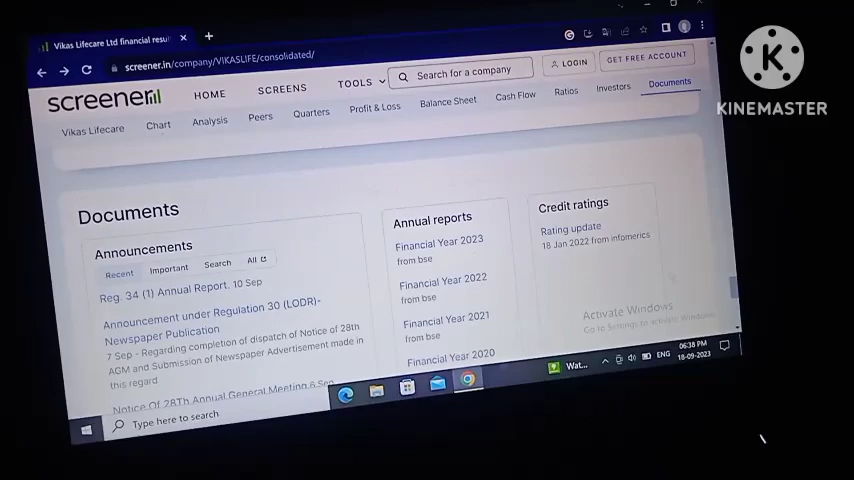 Vikas Lifecare Ltd financial resul
screener.in/company/VIKASLIFE/consolidated/
screener
HOME
SCREENS
TOOLS
Search for a company
LOGIN
GET FREE ACCOUNT
Vikas Lifecare
Chart
Analysis
Peers
Quarters
Profit & Loss
Balance Sheet
Cash Flow
Ratios
Investors
Documents
K
KINEMASTER
Documents
Announcements
Recent
Important
Search
All
Reg. 34 (1) Annual Report. 10 Sep
Announcement under Regulation 30 (LODR)-
Newspaper Publication
7 Sep - Regarding completion of dispatch of Notice of 28th
AGM and Submission of Newspaper Advertisement made in
this regard
Notice Of 28Th Annual General Meeting 6 Sep
Annual reports
Financial Year 2023
from bse
Financial Year 2022
from bse
Financial Year 2021
from bse
Financial Year 2020
Credit ratings
Rating update
18 Jan 2022 from infomerics
Activate Windows
Go to Settings to activate Windows.
Type here to search
Wat...
ENG
06:38 PM
18-09-2023